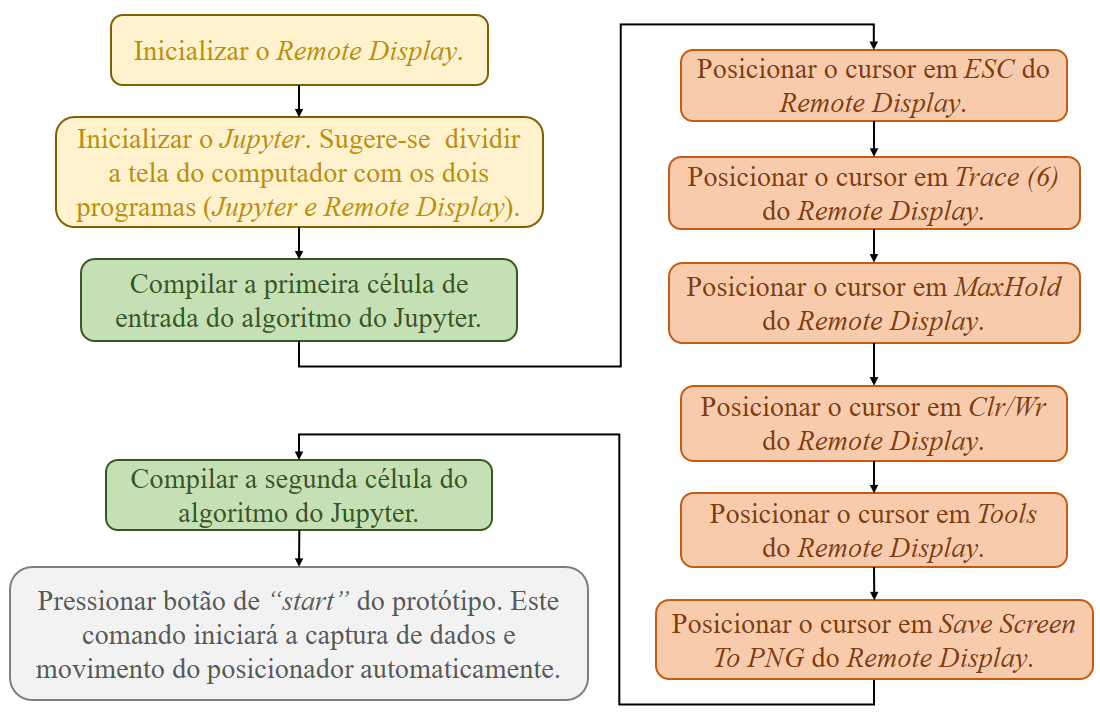 Inicializar o Remote Display.
Inicializar o Jupyter. Sugere-se dividir
a tela do computador com os dois
programas (Jupyter e Remote Display).
Compilar a primeira célula de
entrada do algoritmo do Jupyter.
Posicionar o cursor em ESC do
Remote Display.
Posicionar o cursor em Trace (6)
do Remote Display.
Posicionar o cursor em MaxHold
do Remote Display.
Posicionar o cursor em Clr/Wr
do Remote Display.
Posicionar o cursor em Tools
do Remote Display.
Posicionar o cursor em Save Screen
To PNG do Remote Display.
Compilar a segunda célula do
algoritmo do Jupyter.
Pressionar botão de “start” do protótipo. Este
comando iniciará a captura de dados e
movimento do posicionador automaticamente.